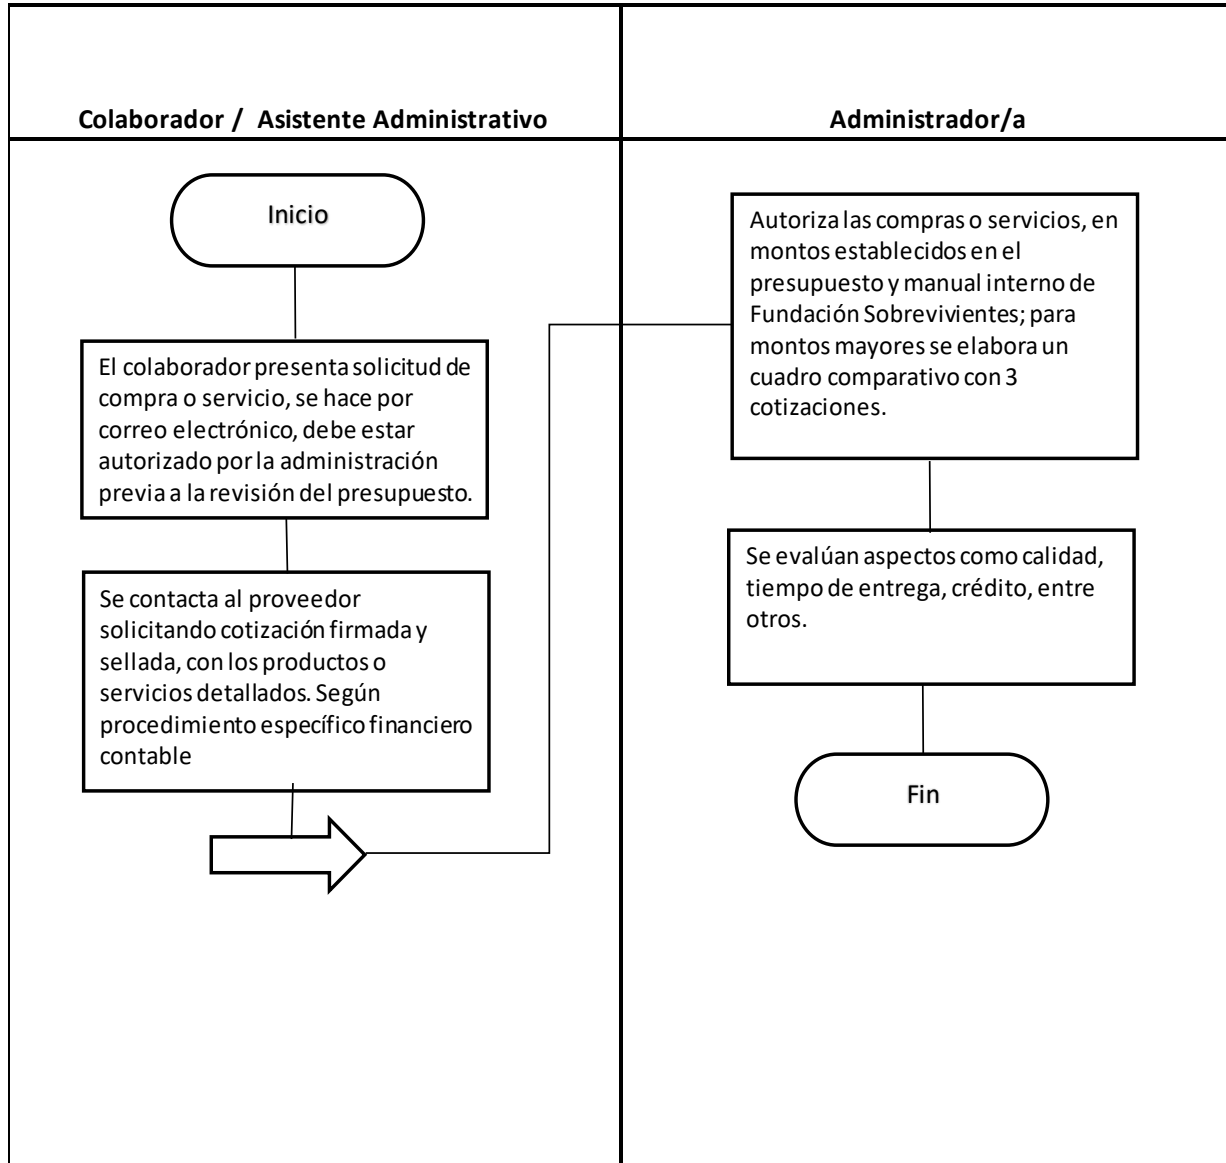 Colaborador / Asistente Administrativo
Administrador/a
Inicio
El colaborador presenta solicitud de
compra o servicio, se hace por
correo electrónico, debe estar
autorizado por la administración
previa a la revisión del presupuesto.
Se contacta al proveedor
solicitando cotización firmada y
sellada, con los productos o
servicios detallados. Según
procedimiento específico financiero
contable
Autoriza las compras o servicios, en
montos establecidos en el
presupuesto y manual interno de
Fundación Sobrevivientes; para
montos mayores se elabora un
cuadro comparativo con 3
cotizaciones.
Se evalúan aspectos como calidad,
tiempo de entrega, crédito, entre
otros.
Fin